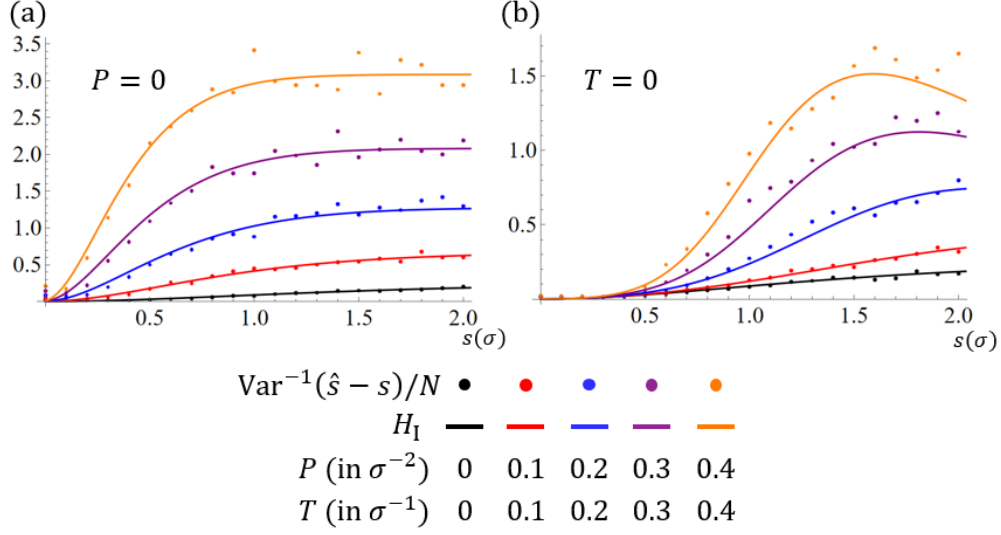 (a)
(b)
3.5
3.0
2.5
2.0
1.5
1.0
0.5
P = 0
0.5 1.0 1.5 2.0
s(σ)
1.5
1.0
0.5
T = 0
0.5 1.0 1.5 2.0
s(σ)
Var⁻¹(ŝ − s)/N
H_I
P (in σ⁻²) 0 0.1 0.2 0.3 0.4
T (in σ⁻¹) 0 0.1 0.2 0.3 0.4